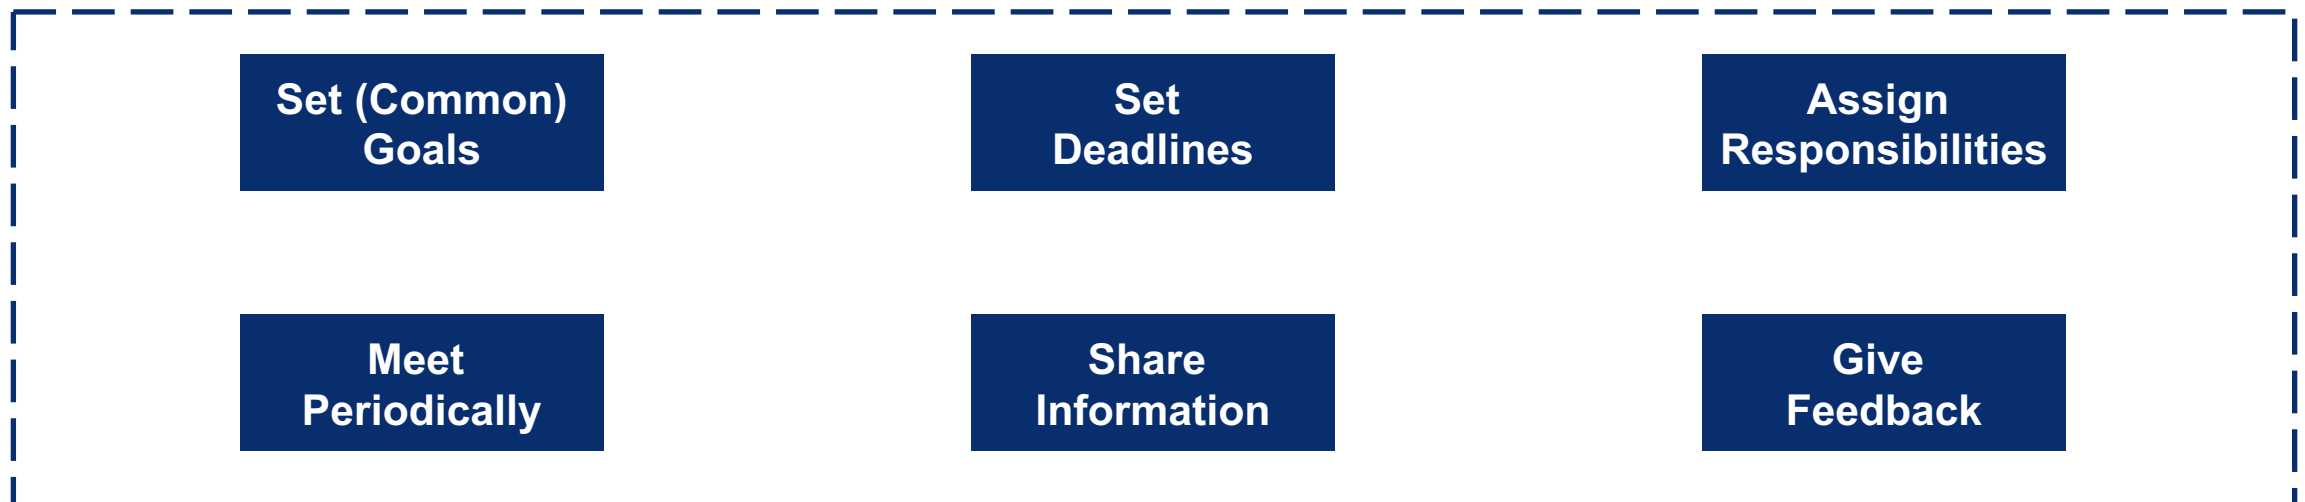 Set (Common)
Goals
Set
Deadlines
Assign
Responsibilities
Meet
Periodically
Share
Information
Give
Feedback